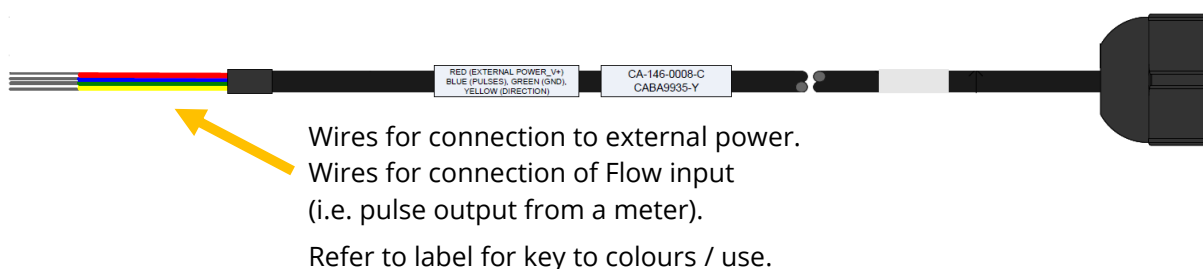 RED (EXTERNAL POWER_V+)
BLUE (PULSES), GREEN (GND),
YELLOW (DIRECTION)
CA-146-0008-C
CABA9935-Y
Wires for connection to external power.
Wires for connection of Flow input
(i.e. pulse output from a meter).
Refer to label for key to colours / use.